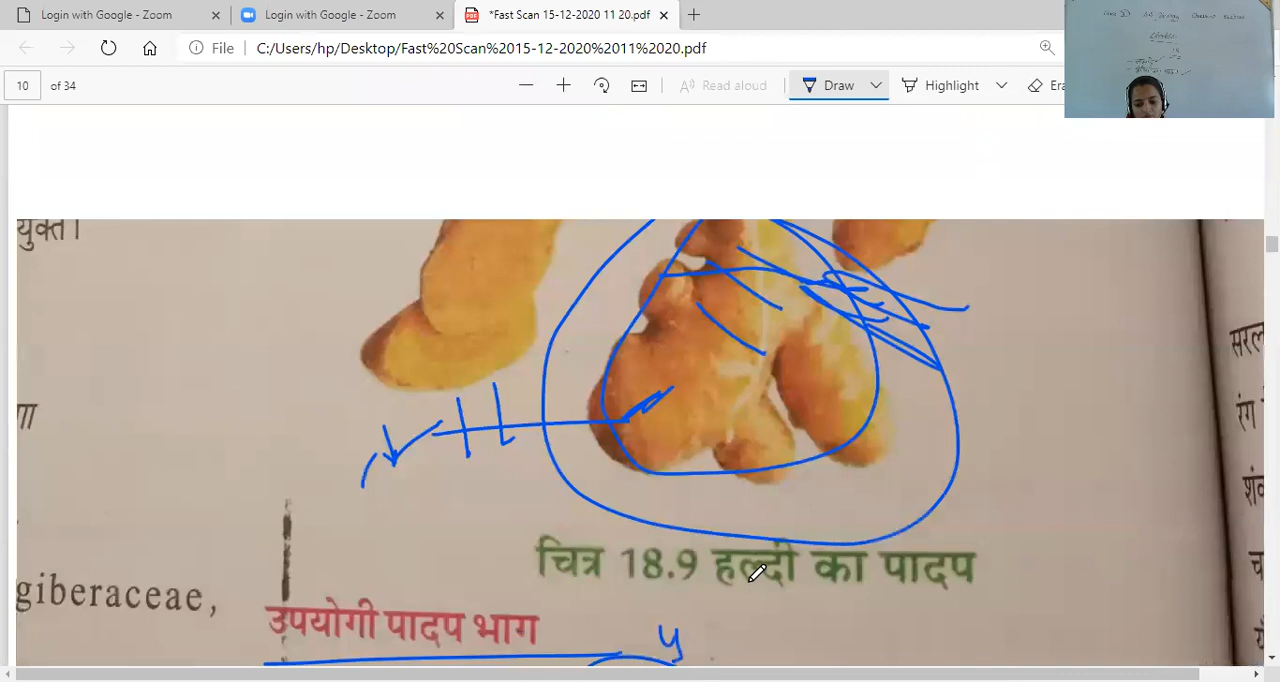 Login with Google - Zoom
Login with Google - Zoom
*Fast Scan 15-12-2020 11 20.pdf
File
C:/Users/hp/Desktop/Fast%20Scan%2015-12-2020%2011%2020.pdf
10 of 34
Read aloud
Draw
Highlight
Era
युक्त।
सरल
रंग
चित्र 18.9 हल्दी का पादप
giberaceae,
उपयोगी पादप भाग